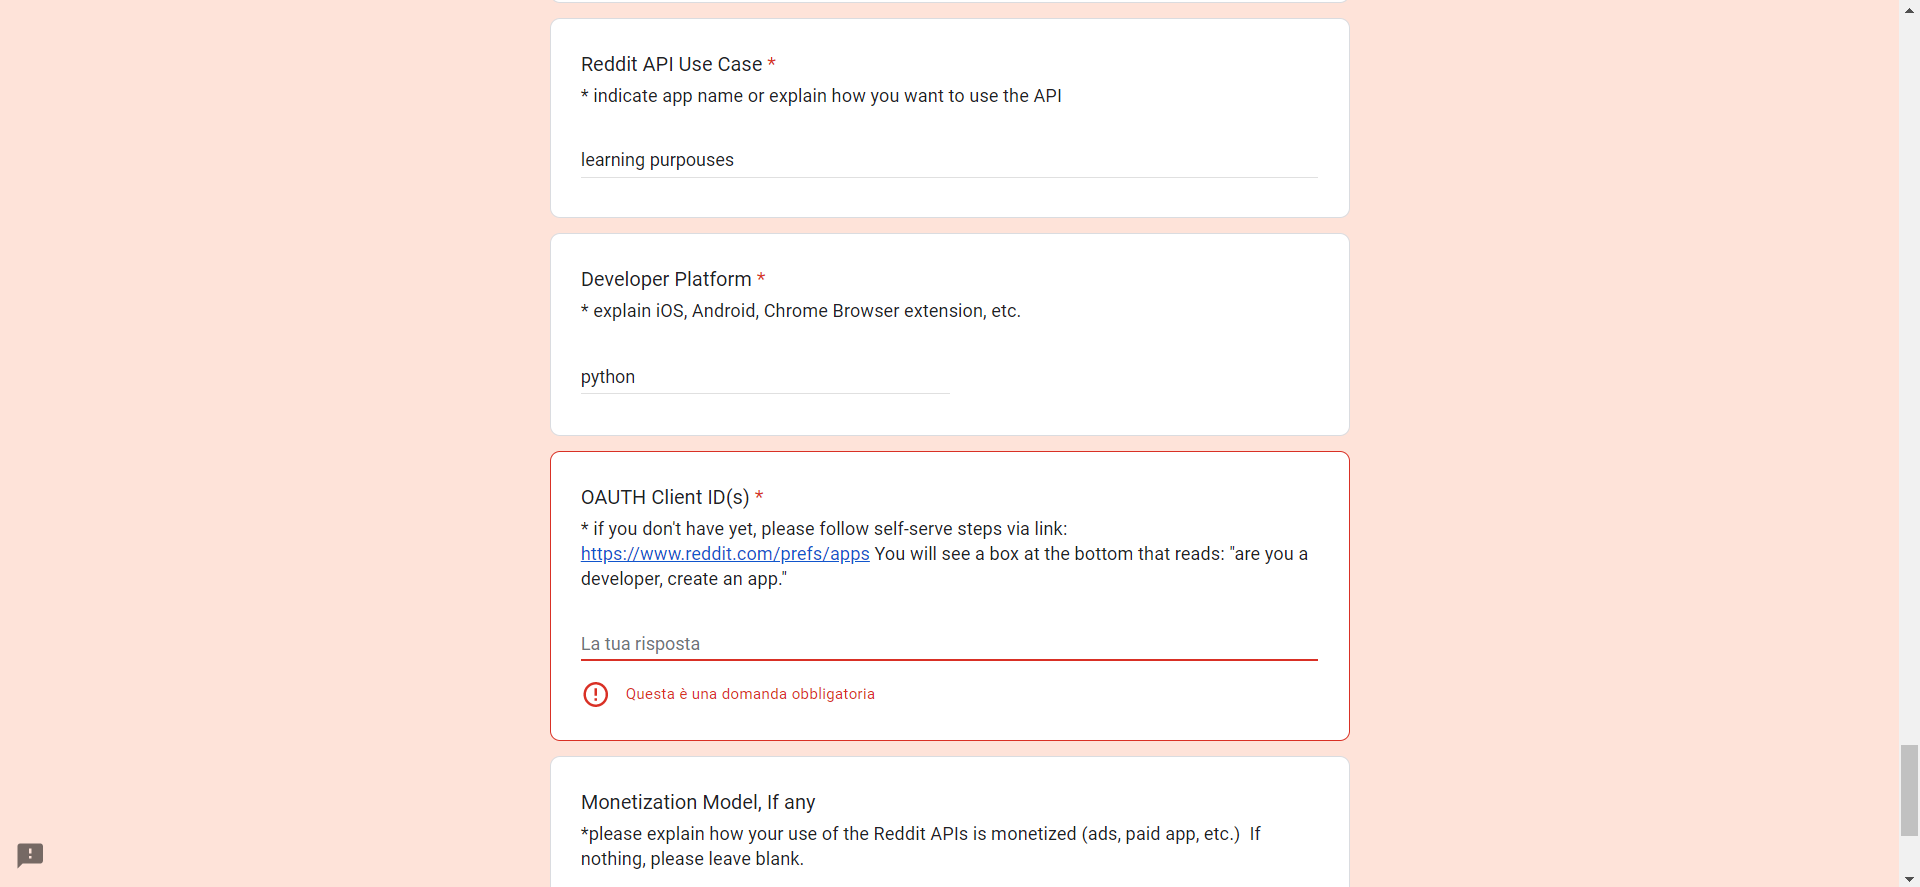 Reddit API Use Case *
* indicate app name or explain how you want to use the API
learning purpouses
Developer Platform *
* explain iOS, Android, Chrome Browser extension, etc.
python
OAUTH Client ID(s) *
* if you don't have yet, please follow self-serve steps via link:
https://www.reddit.com/prefs/apps You will see a box at the bottom that reads: "are you a
developer, create an app."
La tua risposta
Questa è una domanda obbligatoria
Monetization Model, If any
*please explain how your use of the Reddit APIs is monetized (ads, paid app, etc.)  If
nothing, please leave blank.